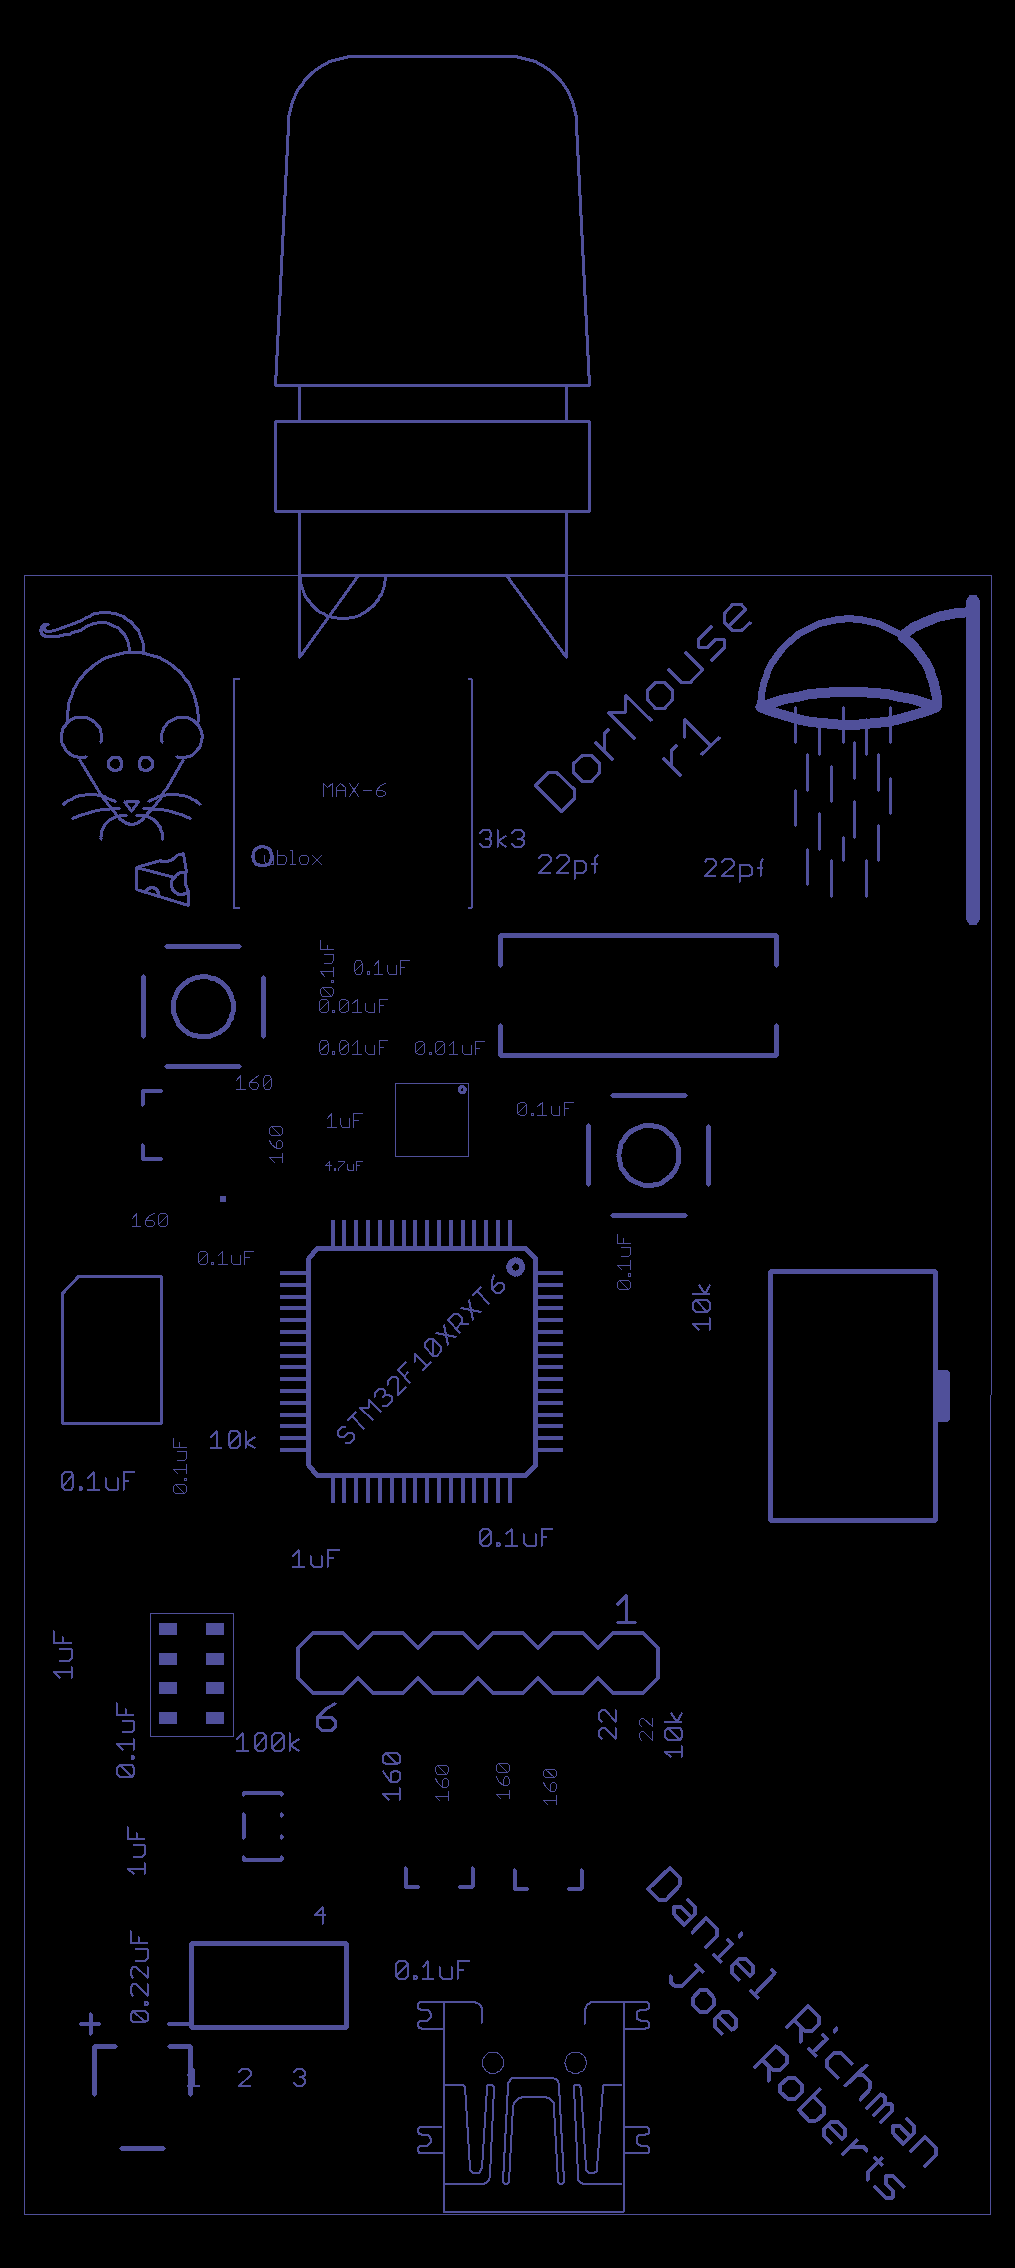 DorMouse
r1
MAX-6
3k3
ublox
22pf
22pf
0.1uF
0.1uF
0.01uF
0.01uF
0.01uF
160
0.1uF
1uF
160
4.7uF
160
0.1uF
0.1uF
10k
STM32F10XRXT6
10k
0.1uF
0.1uF
0.1uF
1uF
1
1uF
6
22
22
10k
0.1uF
100k
160
160
160
160
1uF
4
Daniel Richman
Joe Roberts
0.22uF
0.1uF
+
-
1 2 3